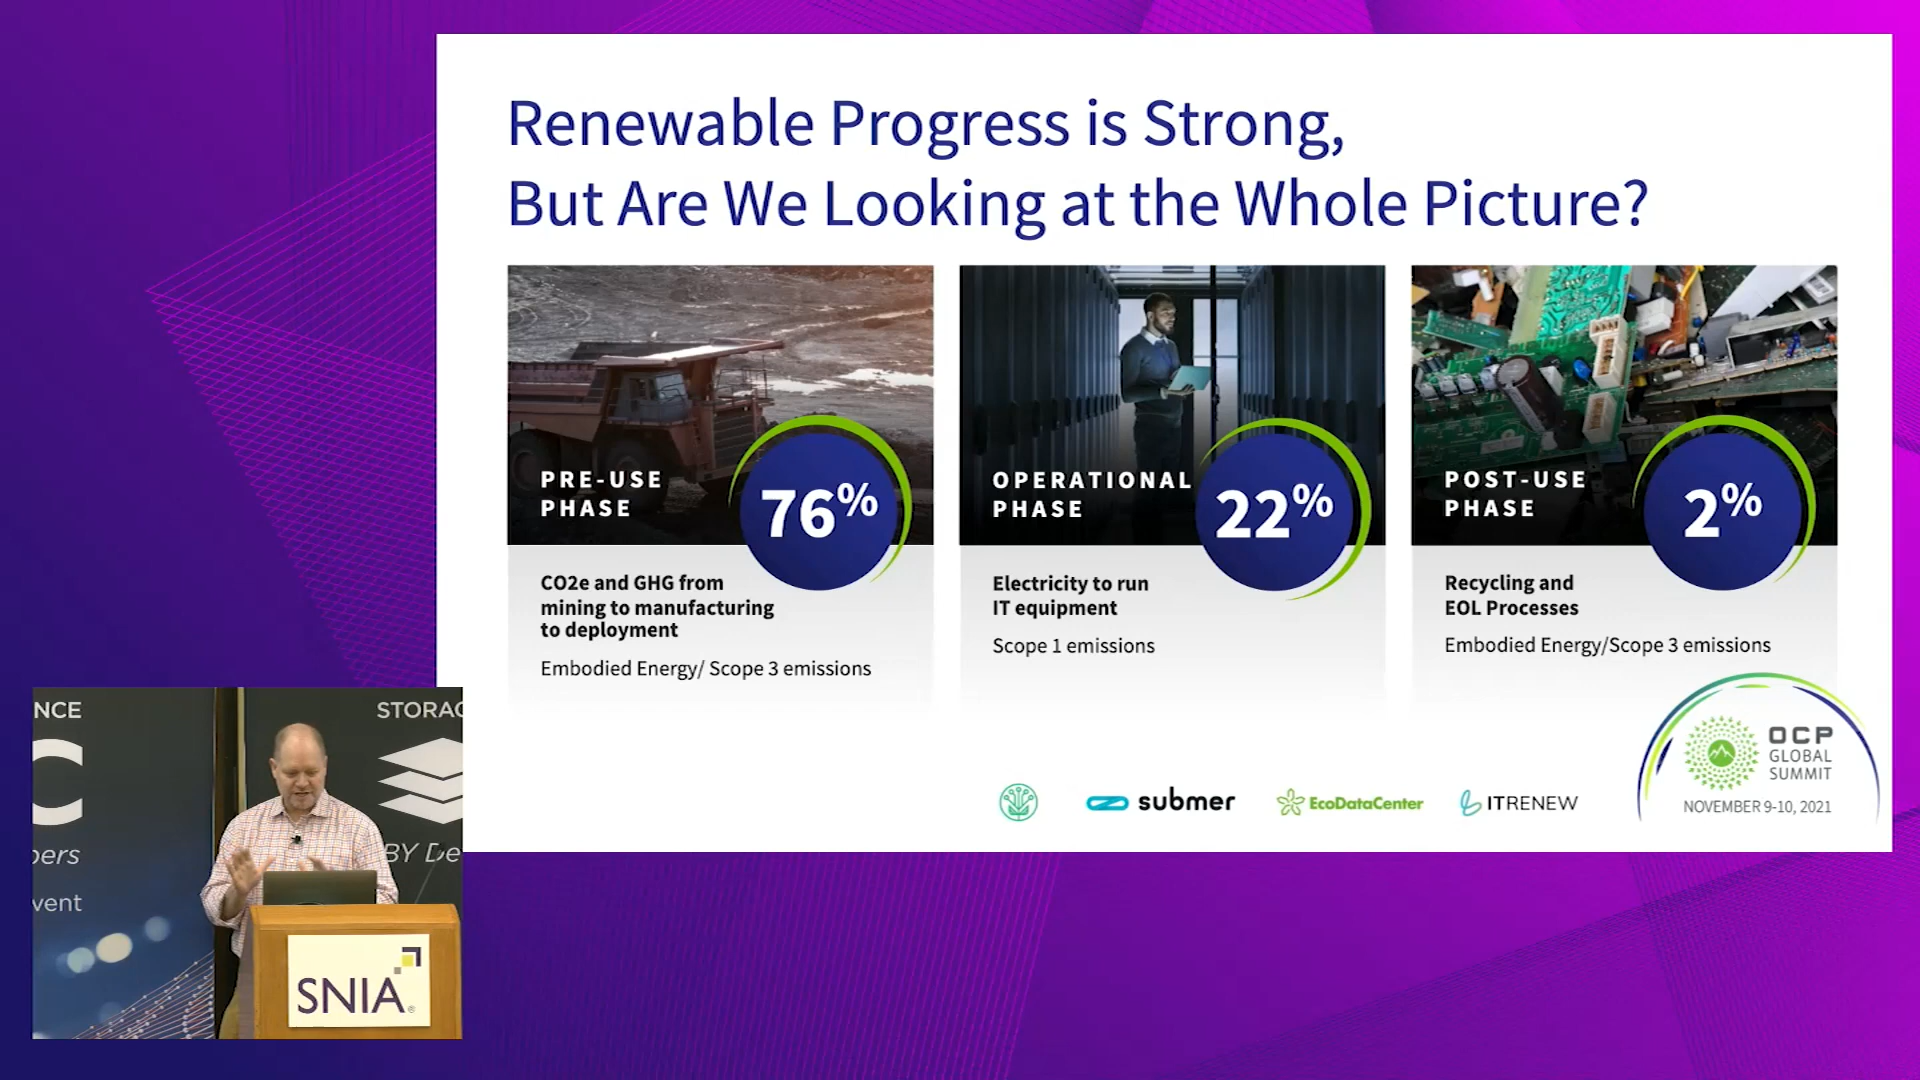 Renewable Progress is Strong,
But Are We Looking at the Whole Picture?
PRE-USE
PHASE
76%
CO2e and GHG from
mining to manufacturing
to deployment
Embodied Energy/ Scope 3 emissions
OPERATIONAL
PHASE
22%
Electricity to run
IT equipment
Scope 1 emissions
POST-USE
PHASE
2%
Recycling and
EOL Processes
Embodied Energy/Scope 3 emissions
submer
EcoDataCenter
ITRENEW
OCP
GLOBAL
SUMMIT
NOVEMBER 9-10, 2021
NCE
C
pers
vent
STORAG
BY De
SNIA®